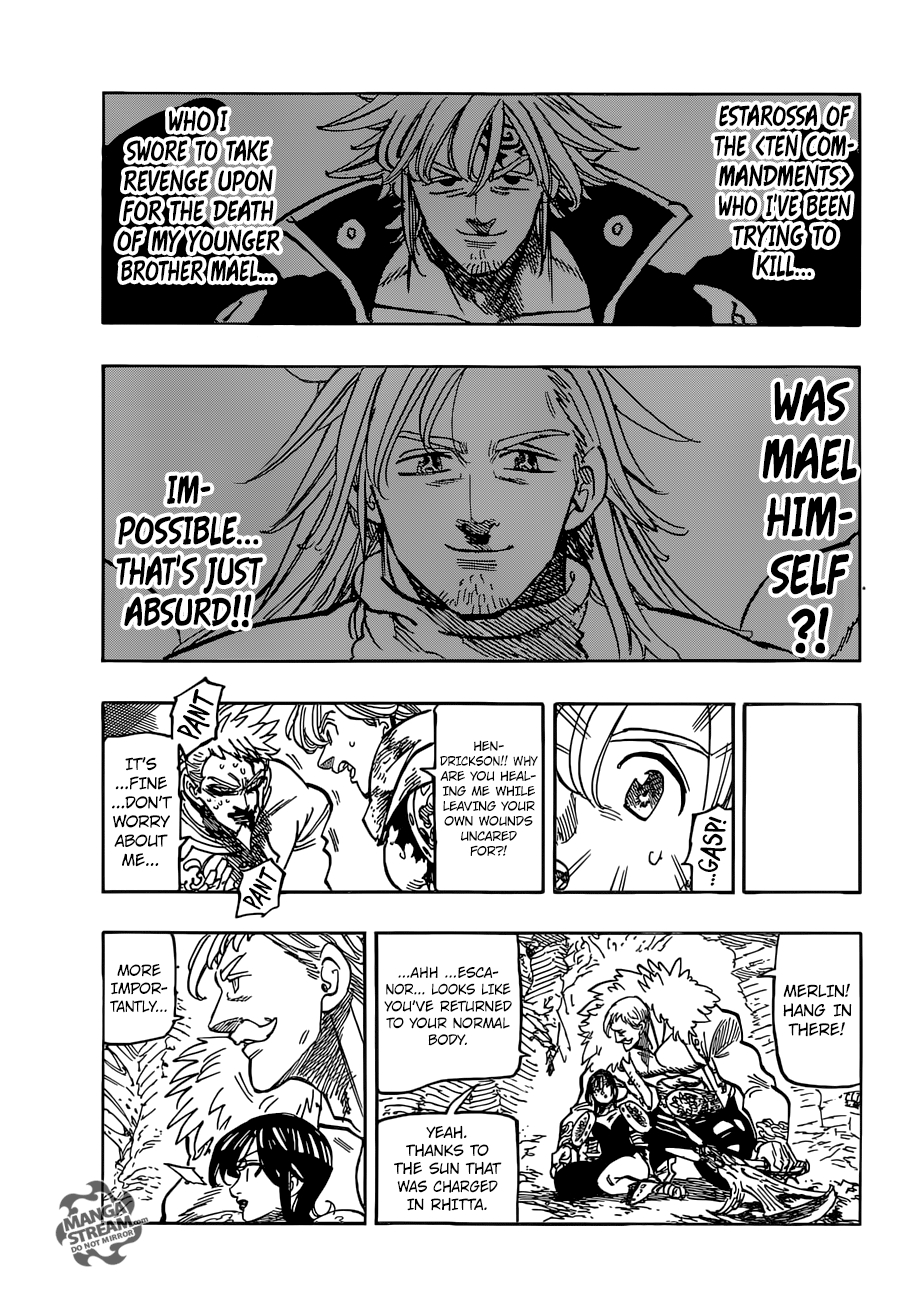 ESTAROSSA OF
THE <TEN COM-
MANDMENTS>
WHO I'VE BEEN
TRYING TO
KILL...
WHO I
SWORE TO TAKE
REVENGE UPON
FOR THE DEATH
OF MY YOUNGER
BROTHER MAEL...
WAS
MAEL
HIM-
SELF
?!
IM-
POSSIBLE...
THAT'S JUST
ABSURD!!
...GASP!
HEN-
DRICKSON!! WHY
ARE YOU HEAL-
ING ME WHILE
LEAVING YOUR
OWN WOUNDS
UNCARED
FOR?!
PANT
PANT
IT'S
...FINE
...DON'T
WORRY
ABOUT
ME...
MERLIN!
HANG IN
THERE!
...AHH ...ESCA-
NOR... LOOKS LIKE
YOU'VE RETURNED
TO YOUR NORMAL
BODY.
YEAH.
THANKS TO
THE SUN THAT
WAS CHARGED
IN RHITTA.
MORE
IMPOR-
TANTLY...
MANGA
STREAM.com
DO NOT MIRROR